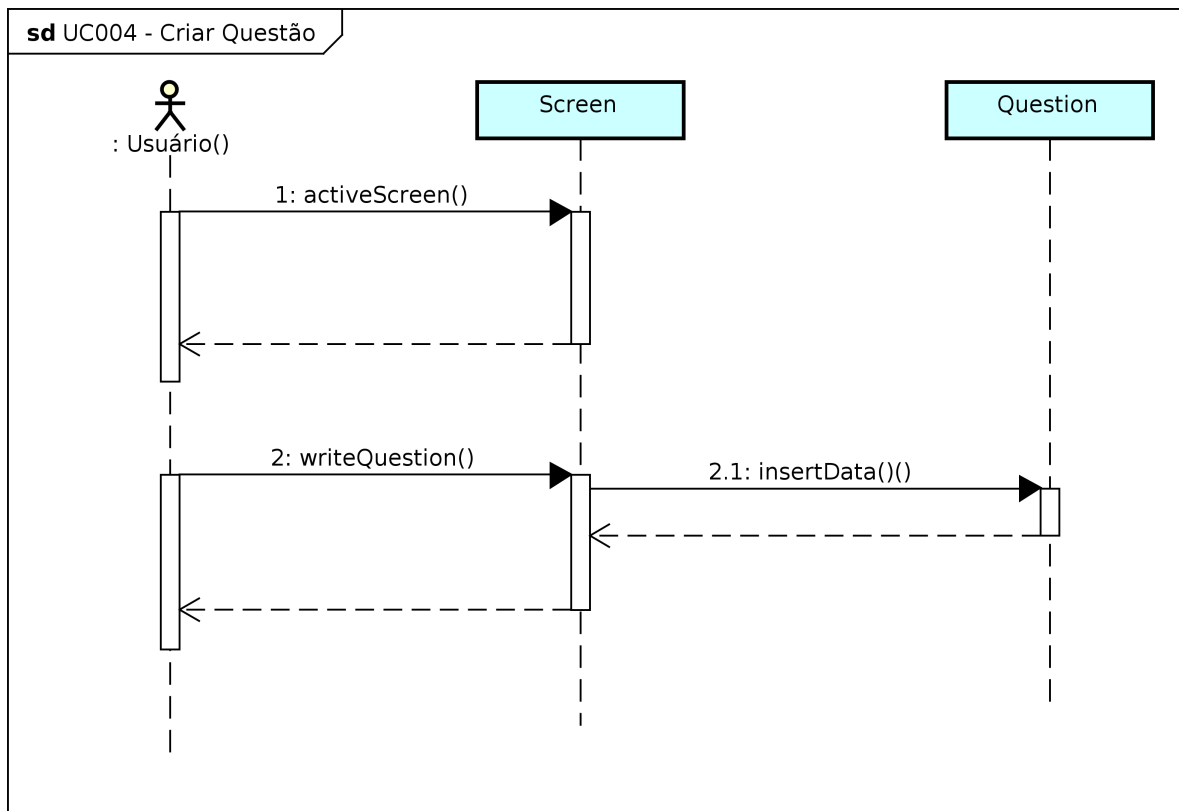 sd UC004 - Criar Questão
Screen
Question
: Usuário()
1: activeScreen()
2: writeQuestion()
2.1: insertData()()